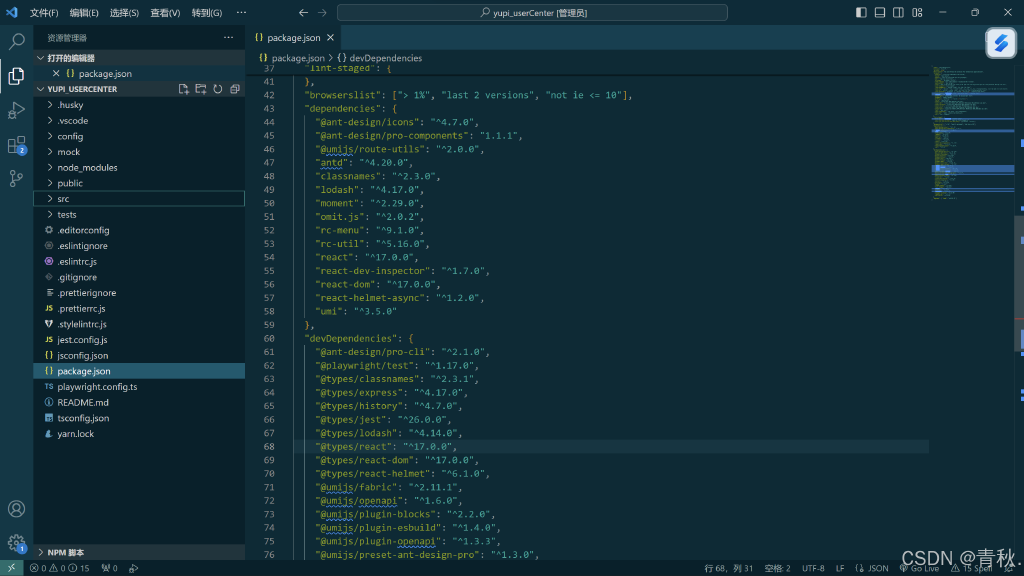 文件(F) 编辑(E) 选择(S) 查看(V) 转到(G) ··· yupi_userCenter [管理员]
资源管理器 ···
打开的编辑器
package.json
YUPI_USERCENTER
.husky
.vscode
config
mock
node_modules
public
src
tests
.editorconfig
.eslintignore
.eslintrc.js
.gitignore
.prettierignore
.prettierrc.js
.stylelintrc.js
jest.config.js
jsconfig.json
package.json
playwright.config.ts
README.md
tsconfig.json
yarn.lock
NPM 脚本
package.json
package.json > {} devDependencies
37 "lint-staged": {
41 },
42 "browserslist": ["> 1%", "last 2 versions", "not ie <= 10"],
43 "dependencies": {
44 "@ant-design/icons": "^4.7.0",
45 "@ant-design/pro-components": "1.1.1",
46 "@umijs/route-utils": "^2.0.0",
47 "antd": "^4.20.0",
48 "classnames": "^2.3.0",
49 "lodash": "^4.17.0",
50 "moment": "^2.29.0",
51 "omit.js": "^2.0.2",
52 "rc-menu": "^9.1.0",
53 "rc-util": "^5.16.0",
54 "react": "^17.0.0",
55 "react-dev-inspector": "^1.7.0",
56 "react-dom": "^17.0.0",
57 "react-helmet-async": "^1.2.0",
58 "umi": "^3.5.0"
59 },
60 "devDependencies": {
61 "@ant-design/pro-cli": "^2.1.0",
62 "@playwright/test": "^1.17.0",
63 "@types/classnames": "^2.3.1",
64 "@types/express": "^4.17.0",
65 "@types/history": "^4.7.0",
66 "@types/jest": "^26.0.0",
67 "@types/lodash": "^4.14.0",
68 "@types/react": "^17.0.0",
69 "@types/react-dom": "^17.0.0",
70 "@types/react-helmet": "^6.1.0",
71 "@umijs/fabric": "^2.11.1",
72 "@umijs/openapi": "^1.6.0",
73 "@umijs/plugin-blocks": "^2.2.0",
74 "@umijs/plugin-esbuild": "^1.4.0",
75 "@umijs/plugin-openapi": "^1.3.3",
76 "@umijs/preset-ant-design-pro": "^1.3.0",
2
1
0 0 15 0 行 68, 列 31 空格: 2 UTF-8 LF {} JSON Go Live 15 Spell
CSDN @青秋.